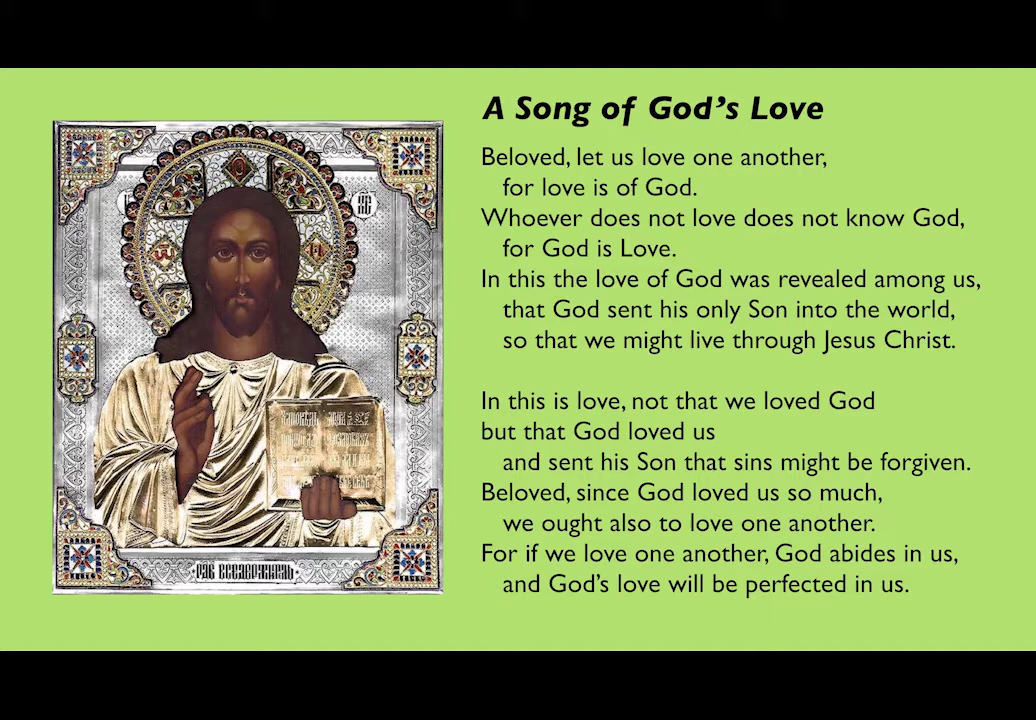 A Song of God's Love
Beloved, let us love one another,
for love is of God.
Whoever does not love does not know God,
for God is Love.
In this the love of God was revealed among us,
that God sent his only Son into the world,
so that we might live through Jesus Christ.
In this is love, not that we loved God
but that God loved us
and sent his Son that sins might be forgiven.
Beloved, since God loved us so much,
we ought also to love one another.
For if we love one another, God abides in us,
and God's love will be perfected in us.